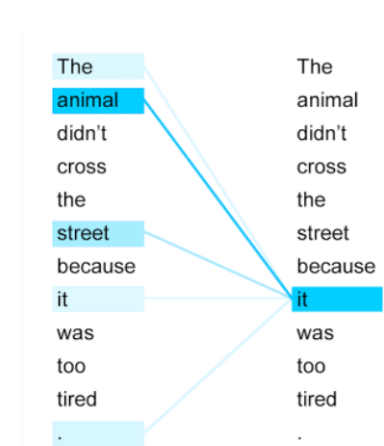 The The
animal animal
didn't didn't
cross cross
the the
street street
because because
it it
was was
too too
tired tired
. .